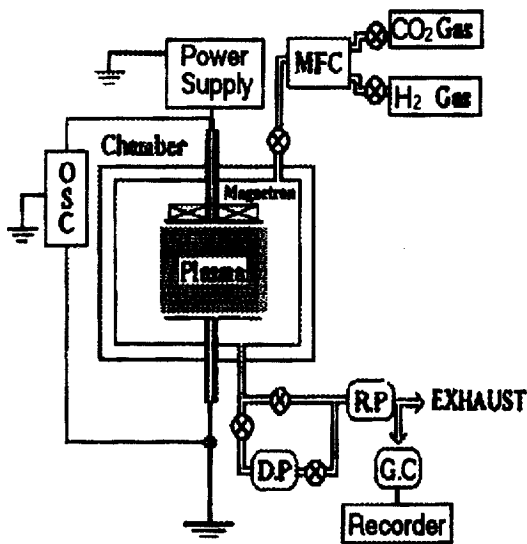 Power
Supply
MFC
CO2 Gas
H2 Gas
Chamber
OSC
Magnetron
Plasma
R.P
EXHAUST
D.P
G.C
Recorder